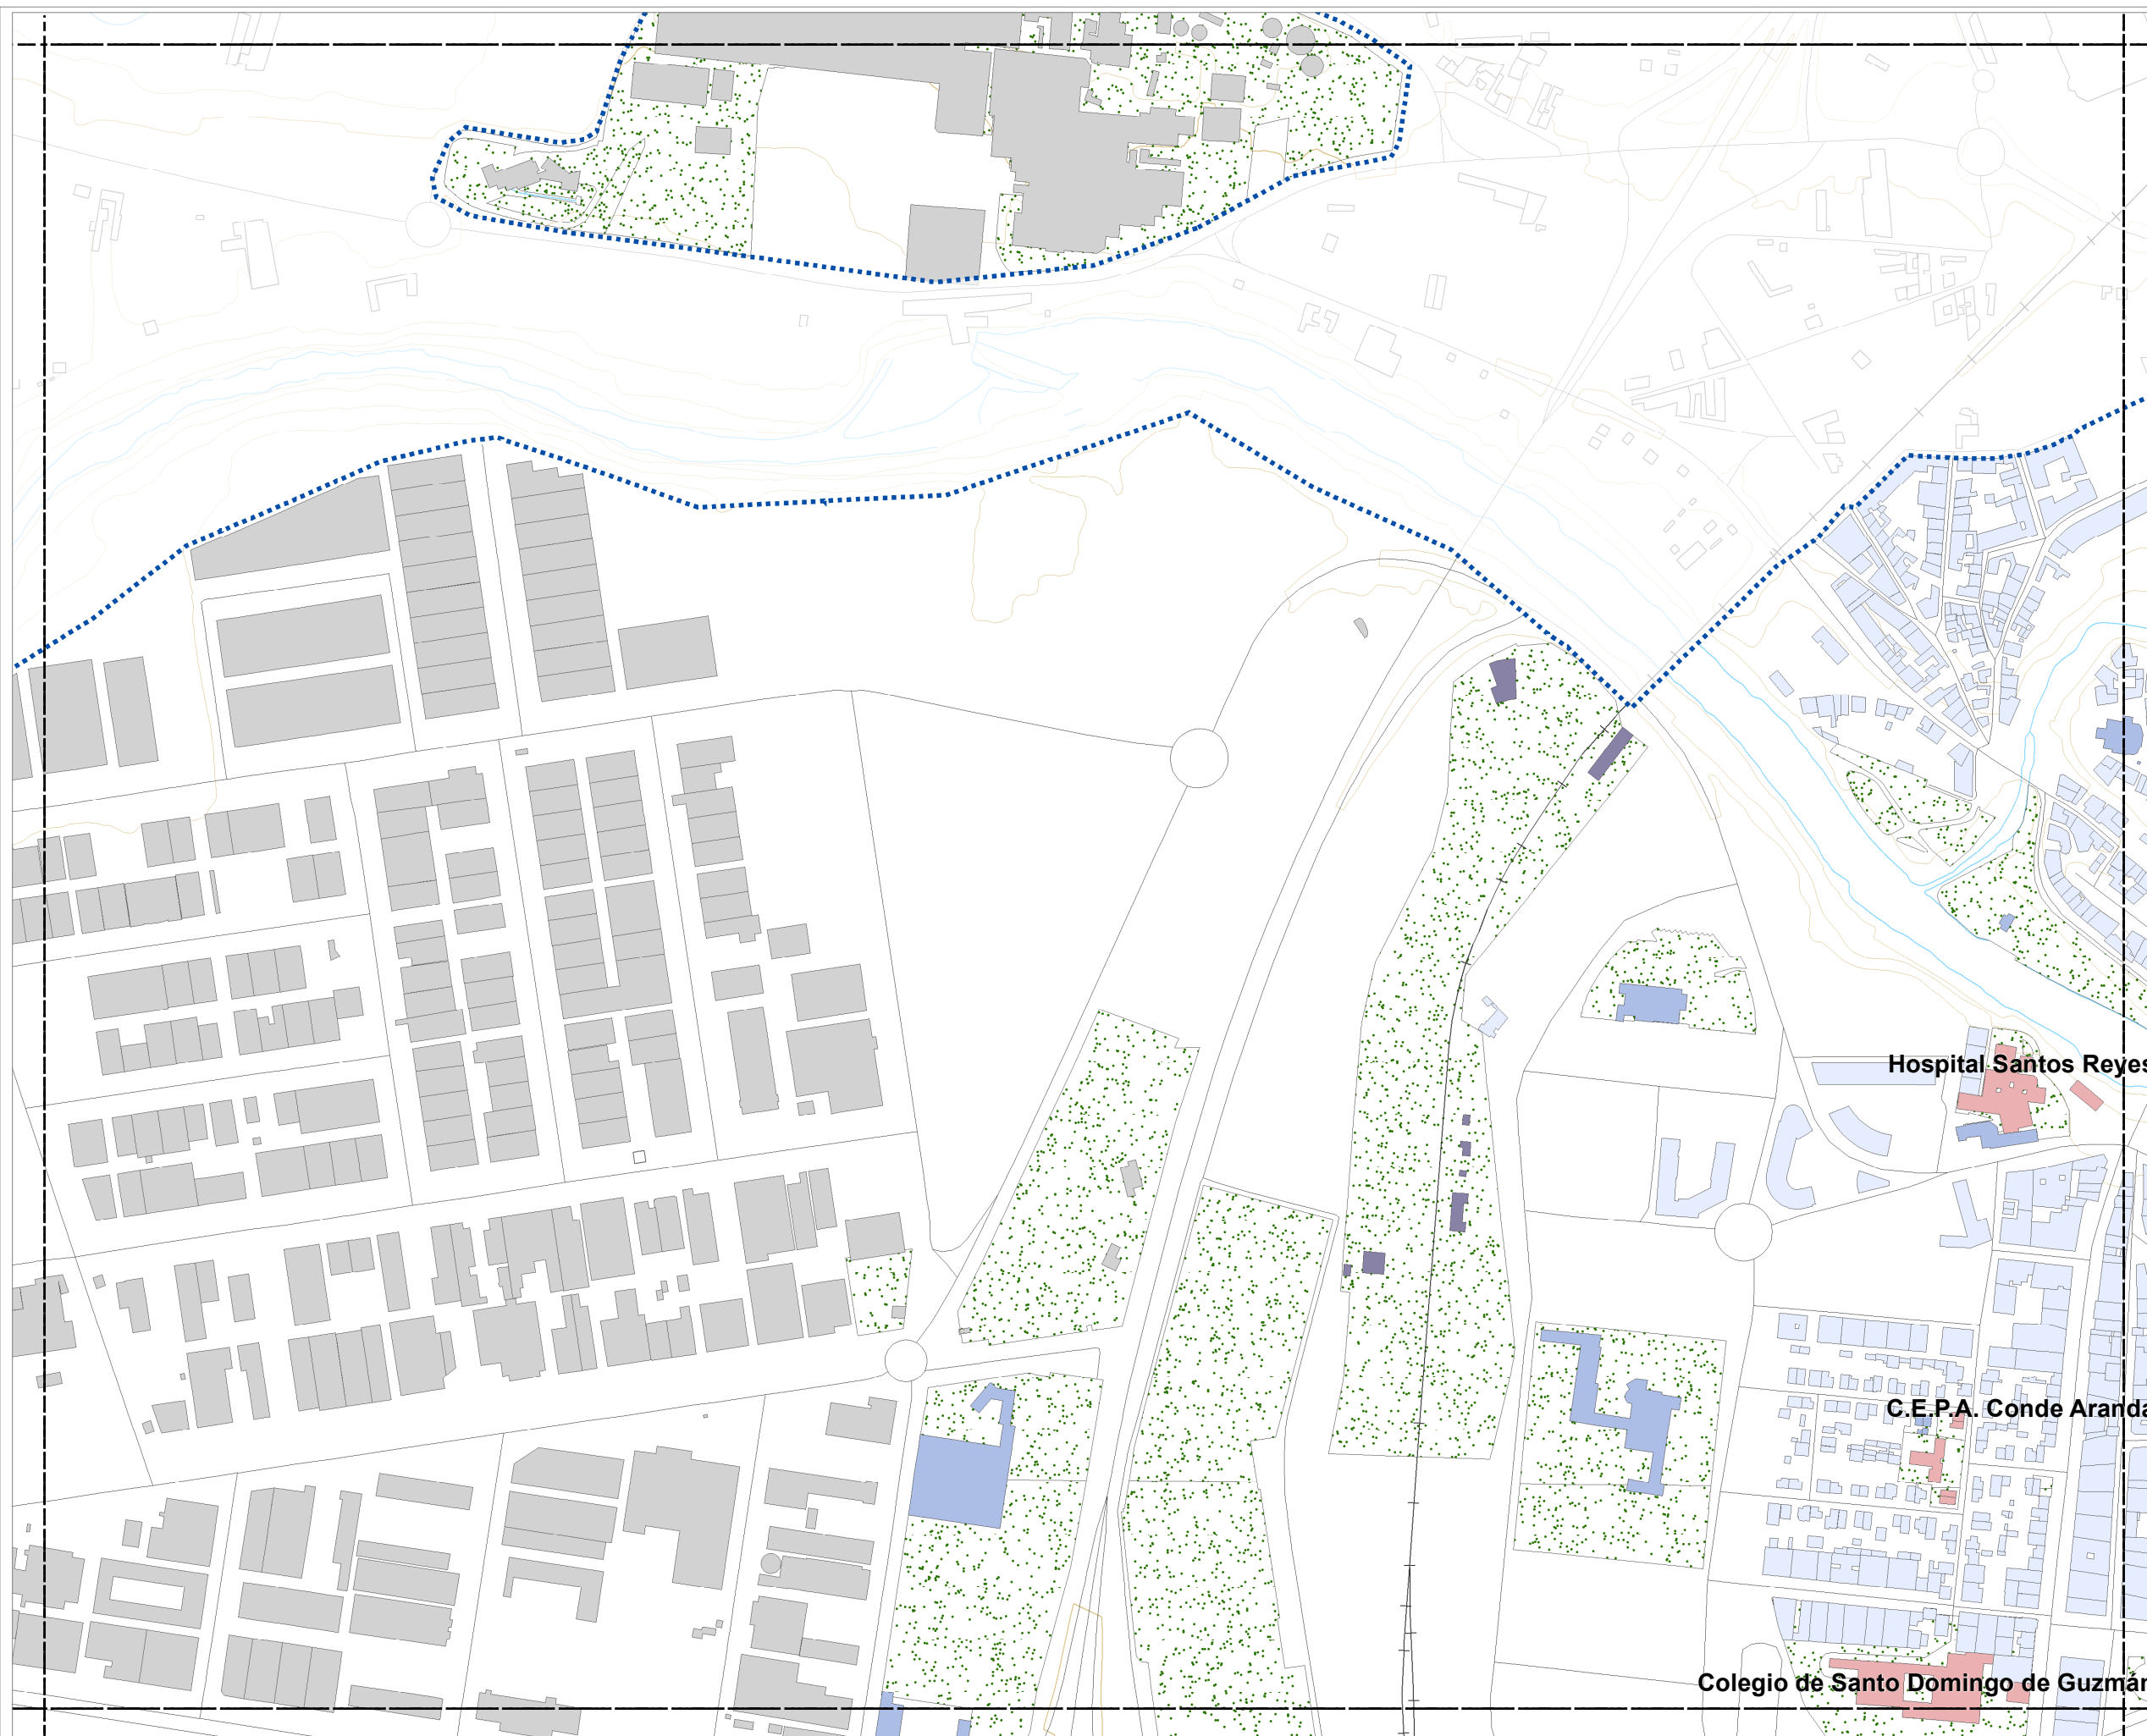 Hospital Santos Reyes
C.E.P.A. Conde Aranda
Colegio de Santo Domingo de Guzmán